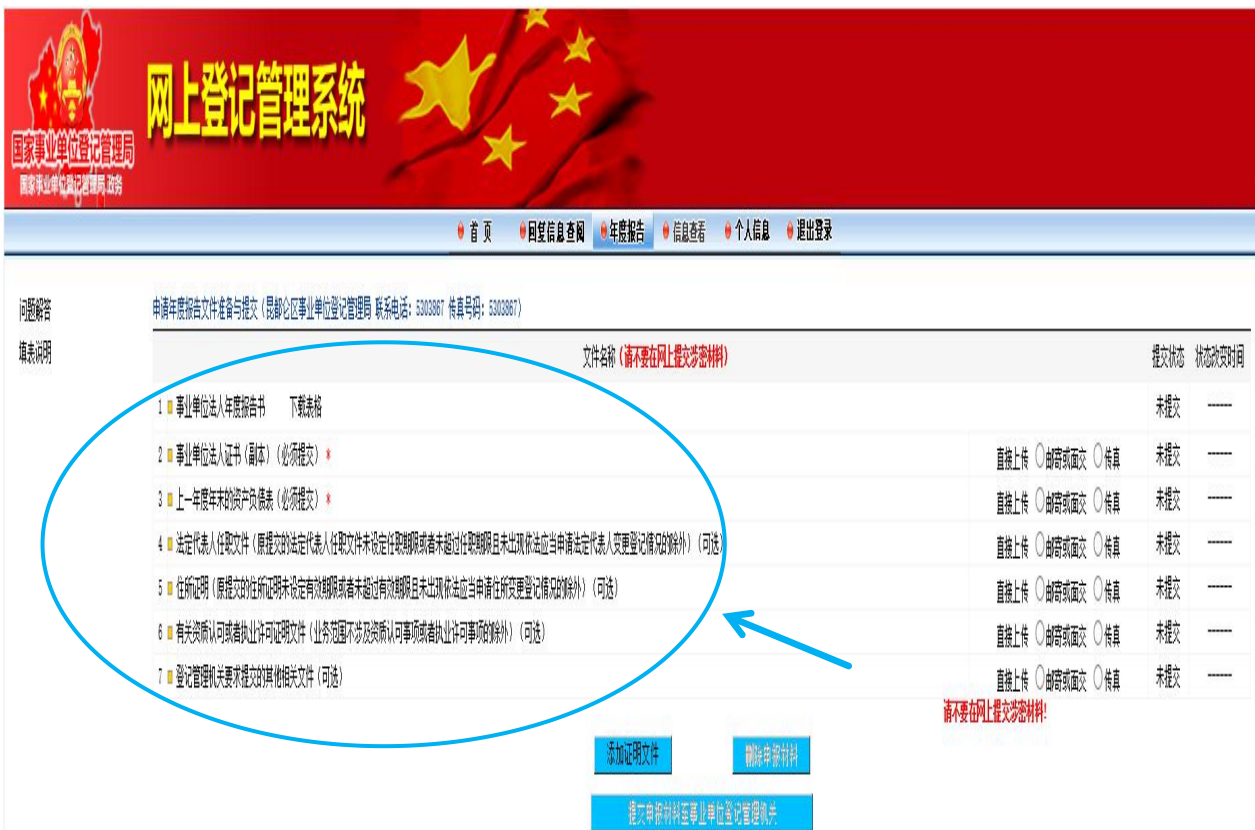 网上登记管理系统
国家事业单位登记管理局
国家事业单位登记管理局.政务
首 页 回复信息查阅 年度报告 信息查看 个人信息 退出登录
问题解答
填表说明
申请年度报告文件准备与提交（昆都仑区事业单位登记管理局 联系电话：5303867 传真号码：5303867）
文件名称（请不要在网上提交涉密材料） 提交状态 状态改变时间
1 事业单位法人年度报告书 下载表格 未提交 ------
2 事业单位法人证书（副本）（必须提交）* 直接上传 邮寄或面交 传真 未提交 ------
3 上一年度年末的资产负债表（必须提交）* 直接上传 邮寄或面交 传真 未提交 ------
4 法定代表人任职文件（原提交的法定代表人任职文件未设定任职期限或者未超过任职期限且未出现依法应当申请法定代表人变更登记情况的除外）（可选） 直接上传 邮寄或面交 传真 未提交 ------
5 住所证明（原提交的住所证明未设定有效期限或者未超过有效期限且未出现依法应当申请住所变更登记情况的除外）（可选） 直接上传 邮寄或面交 传真 未提交 ------
6 有关资质认可或者执业许可证明文件（业务范围不涉及资质认可事项或者执业许可事项的除外）（可选） 直接上传 邮寄或面交 传真 未提交 ------
7 登记管理机关要求提交的其他相关文件（可选） 直接上传 邮寄或面交 传真 未提交 ------
请不要在网上提交涉密材料!
添加证明文件 删除申报材料
提交申报材料至事业单位登记管理机关